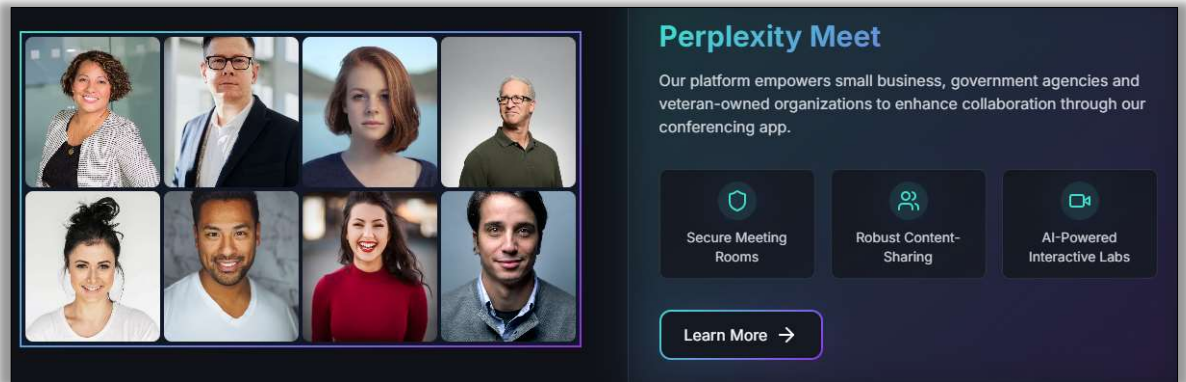 Perplexity Meet
Our platform empowers small business, government agencies and
veteran-owned organizations to enhance collaboration through our
conferencing app.
Secure Meeting
Rooms
Robust Content-
Sharing
AI-Powered
Interactive Labs
Learn More